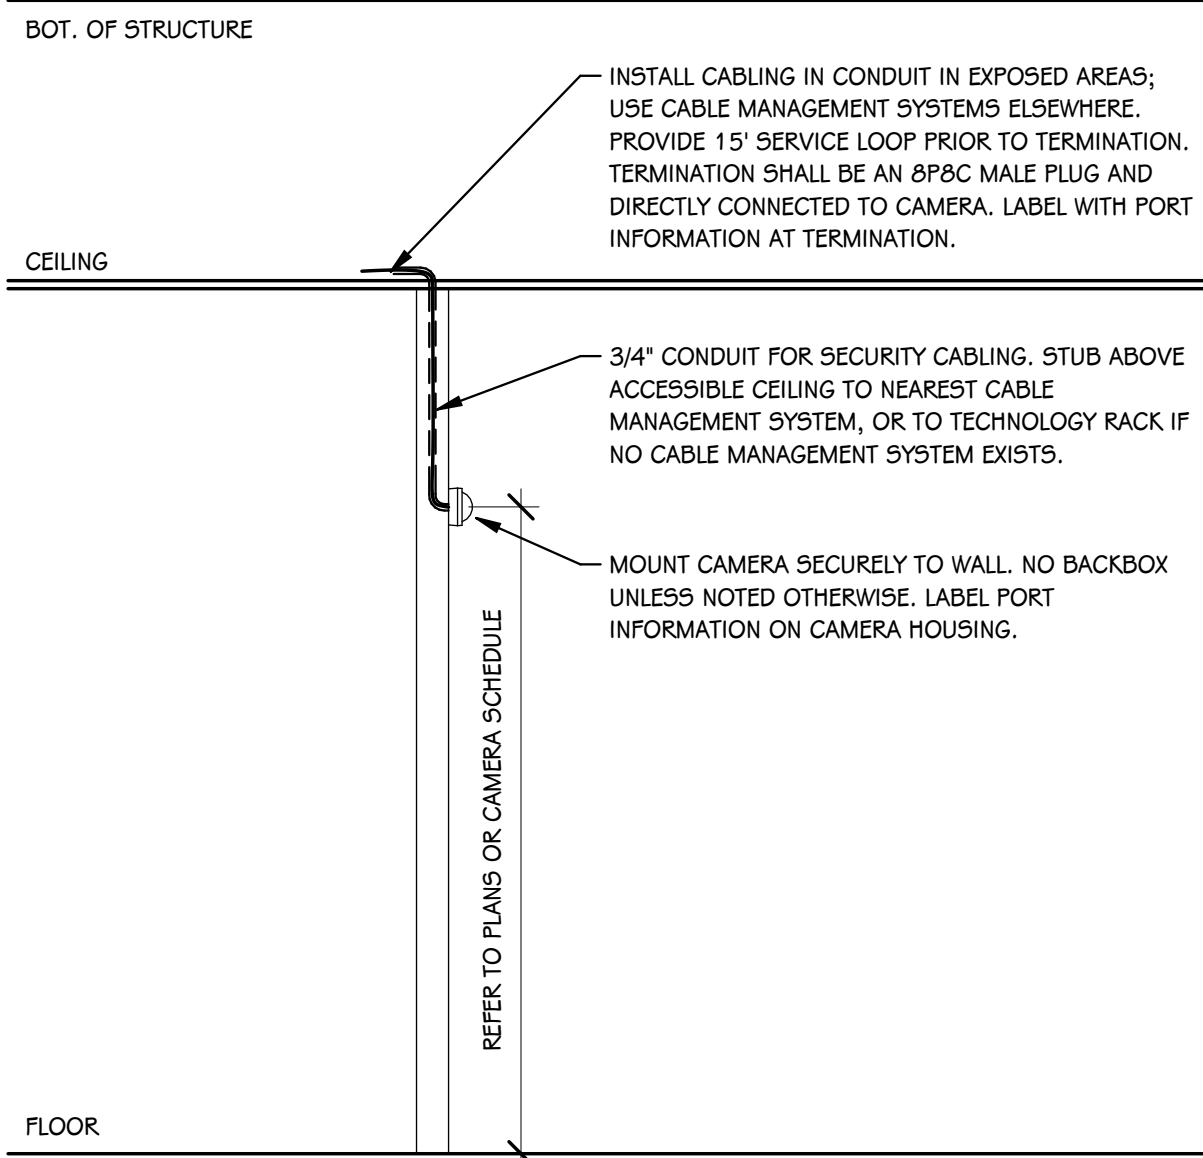 BOT. OF STRUCTURE
INSTALL CABLING IN CONDUIT IN EXPOSED AREAS;
USE CABLE MANAGEMENT SYSTEMS ELSEWHERE.
PROVIDE 15' SERVICE LOOP PRIOR TO TERMINATION.
TERMINATION SHALL BE AN 8P8C MALE PLUG AND
DIRECTLY CONNECTED TO CAMERA. LABEL WITH PORT
INFORMATION AT TERMINATION.
CEILING
3/4" CONDUIT FOR SECURITY CABLING. STUB ABOVE
ACCESSIBLE CEILING TO NEAREST CABLE
MANAGEMENT SYSTEM, OR TO TECHNOLOGY RACK IF
NO CABLE MANAGEMENT SYSTEM EXISTS.
MOUNT CAMERA SECURELY TO WALL. NO BACKBOX
UNLESS NOTED OTHERWISE. LABEL PORT
INFORMATION ON CAMERA HOUSING.
REFER TO PLANS OR CAMERA SCHEDULE
FLOOR